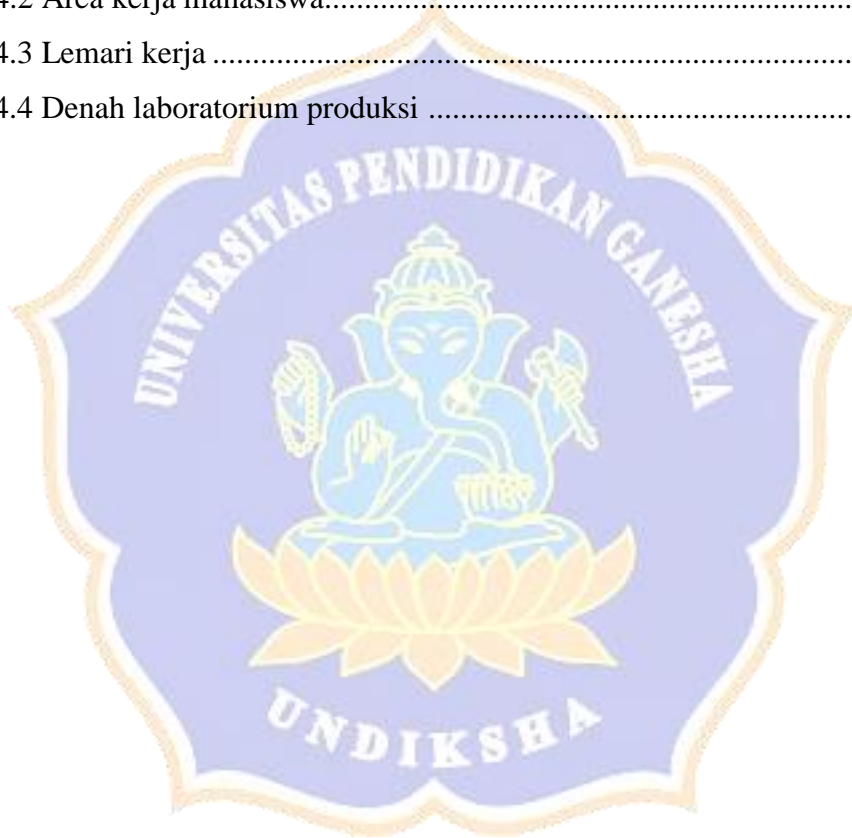 4.2 Area kerja mahasiswa................................................................
4.3 Lemari kerja ..............................................................................
4.4 Denah laboratorium produksi ....................................................
UNIVERSITAS PENDIDIKAN GANESHA
UNDIKSHA